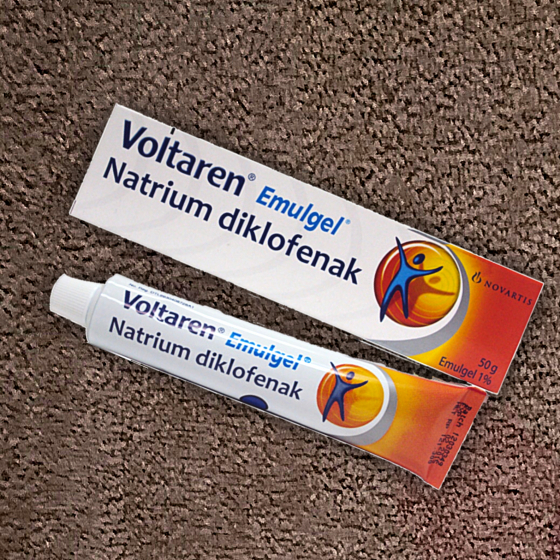 Voltaren® Emulgel®
Natrium diklofenak
NOVARTIS
50 g
Emulgel 1%
Voltaren® Emulgel®
Natrium diklofenak